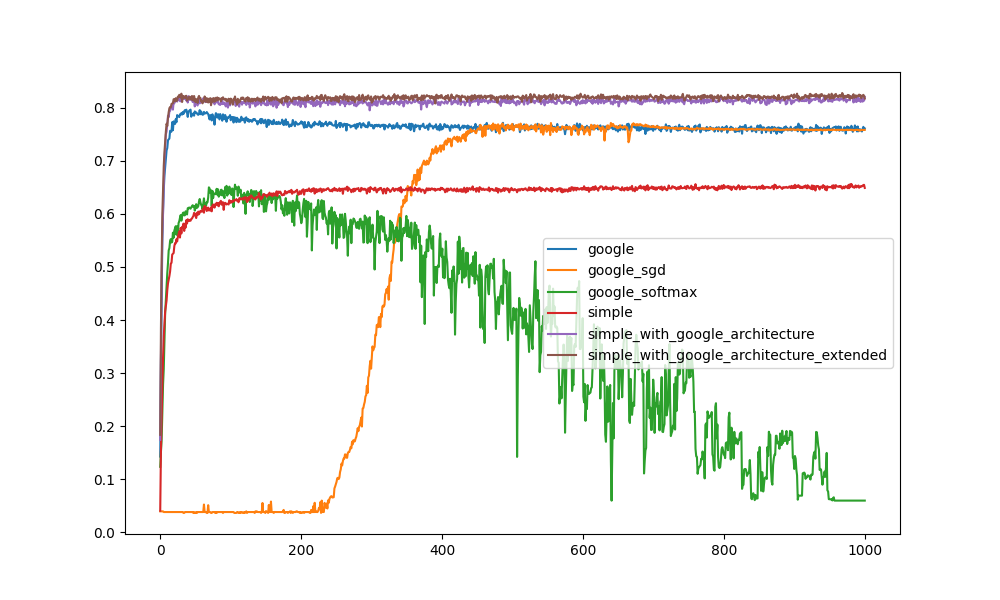 0.8
0.7
0.6
0.5
0.4
0.3
0.2
0.1
0.0
google
google_sgd
google_softmax
simple
simple_with_google_architecture
simple_with_google_architecture_extended
0 200 400 600 800 1000